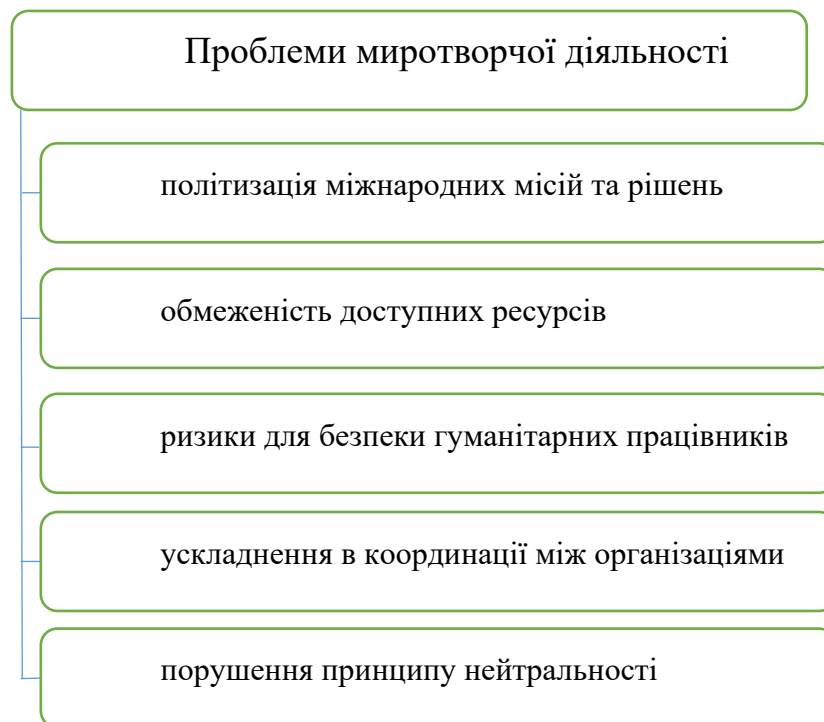 Проблеми миротворчої діяльності
політизація міжнародних місій та рішень
обмеженість доступних ресурсів
ризики для безпеки гуманітарних працівників
ускладнення в координації між організаціями
порушення принципу нейтральності